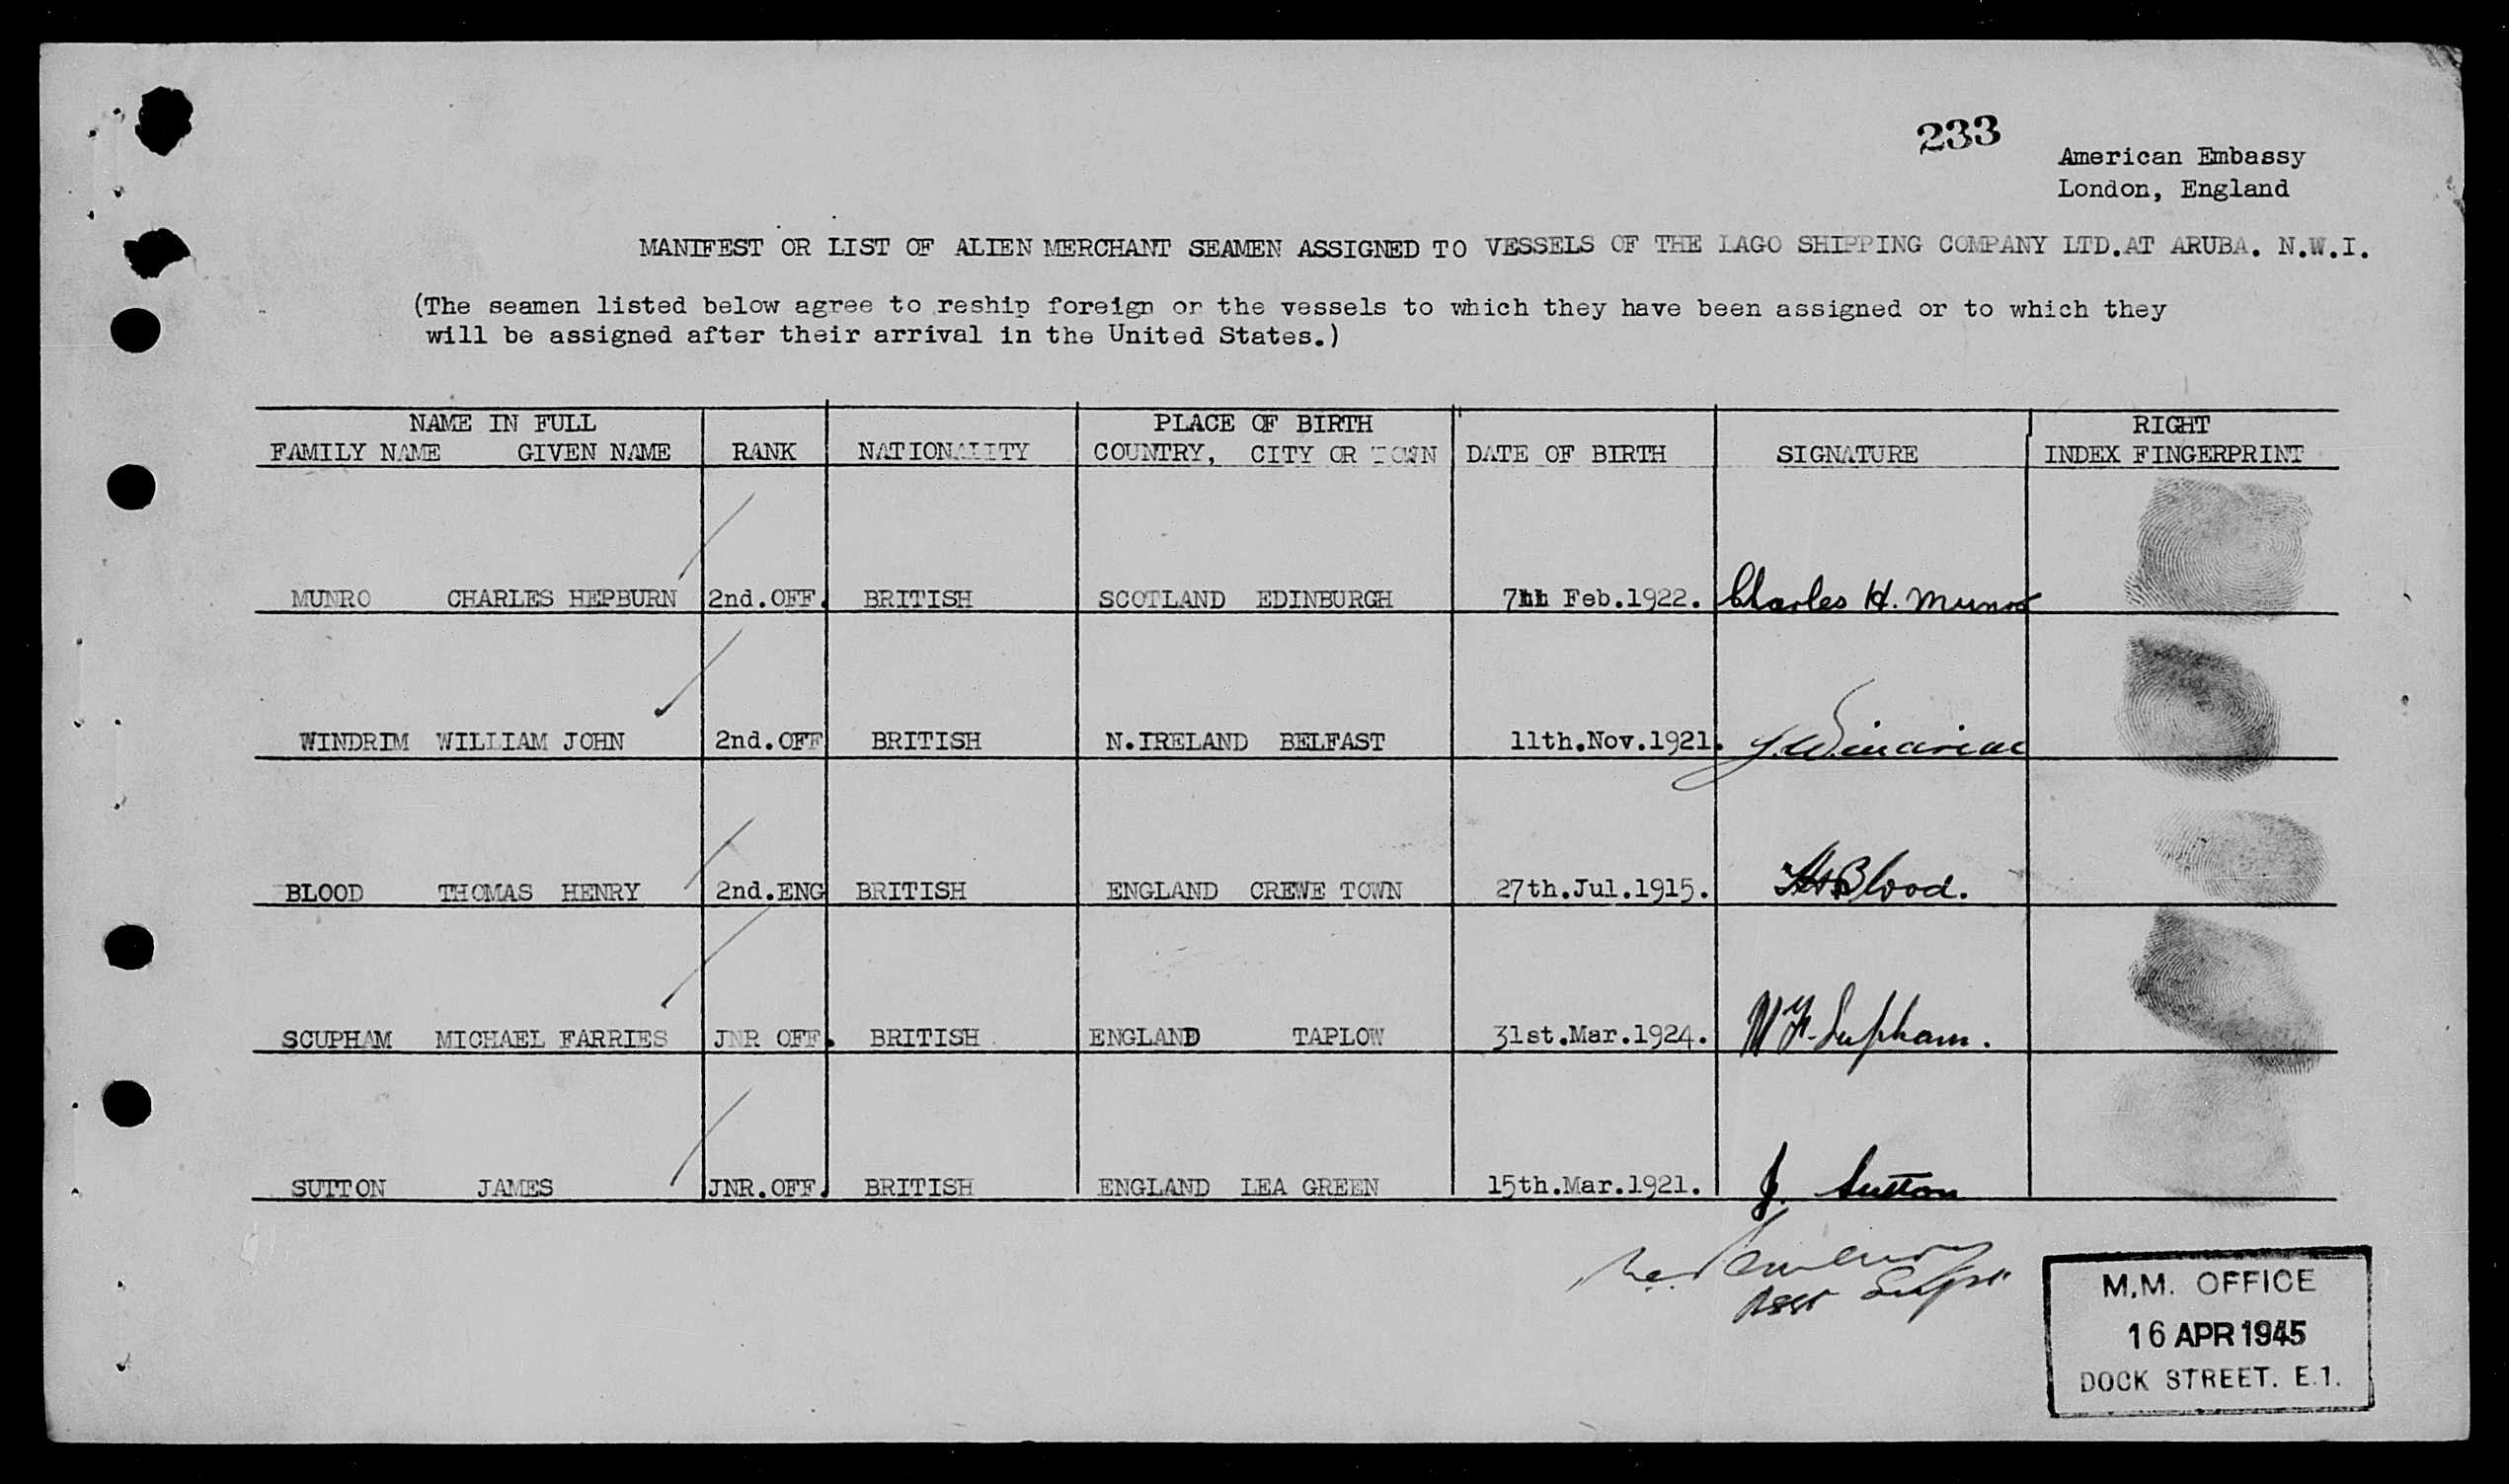 233
American Embassy
London, England
MANIFEST OR LIST OF ALIEN MERCHANT SEAMEN ASSIGNED TO VESSELS OF THE LAGO SHIPPING COMPANY LTD.AT ARUBA. N.W.I.
(The seamen listed below agree to reship foreign on the vessels to which they have been assigned or to which they
will be assigned after their arrival in the United States.)
NAME IN FULL PLACE OF BIRTH RIGHT
FAMILY NAME GIVEN NAME RANK NATIONALITY COUNTRY, CITY OR TOWN DATE OF BIRTH SIGNATURE INDEX FINGERPRINT
MUNRO CHARLES HEPBURN 2nd.OFF. BRITISH SCOTLAND EDINBURGH 7th Feb.1922. Charles H. Munro
WINDRIM WILLIAM JOHN 2nd.OFF BRITISH N.IRELAND BELFAST 11th.Nov.1921.
BLOOD THOMAS HENRY 2nd.ENG BRITISH ENGLAND CREWE TOWN 27th.Jul.1915. THBlood.
SCUPHAM MICHAEL FARRIES JNR OFF. BRITISH ENGLAND TAPLOW 31st.Mar.1924. M F. Scupham.
SUTTON JAMES JNR.OFF. BRITISH ENGLAND LEA GREEN 15th.Mar.1921. J. Sutton
Asst Supt
M.M. OFFICE
16 APR 1945
DOCK STREET. E.1.